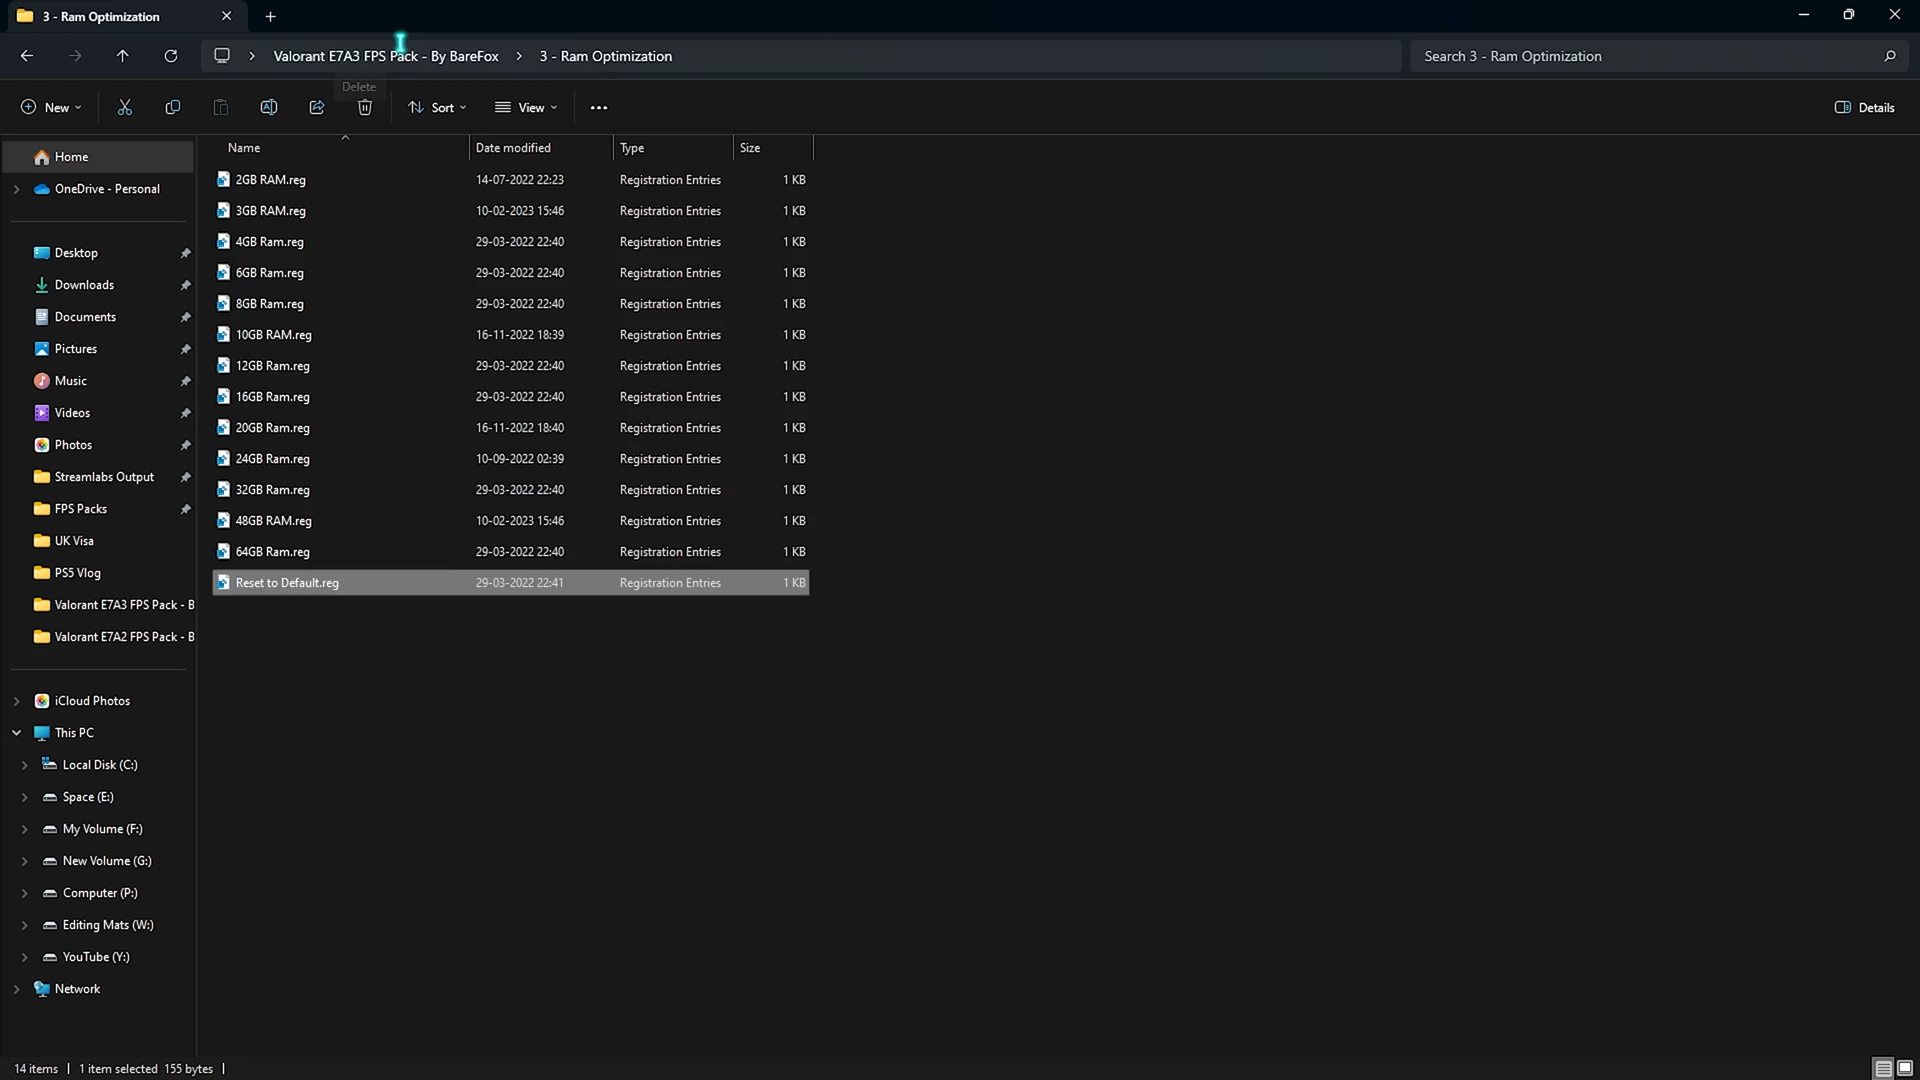 3 - Ram Optimization
Valorant E7A3 FPS Pack - By BareFox
3 - Ram Optimization
Search 3 - Ram Optimization
Delete
New
Sort
View
Details
Name
Date modified
Type
Size
2GB RAM.reg 14-07-2022 22:23 Registration Entries 1 KB
3GB RAM.reg 10-02-2023 15:46 Registration Entries 1 KB
4GB Ram.reg 29-03-2022 22:40 Registration Entries 1 KB
6GB Ram.reg 29-03-2022 22:40 Registration Entries 1 KB
8GB Ram.reg 29-03-2022 22:40 Registration Entries 1 KB
10GB RAM.reg 16-11-2022 18:39 Registration Entries 1 KB
12GB Ram.reg 29-03-2022 22:40 Registration Entries 1 KB
16GB Ram.reg 29-03-2022 22:40 Registration Entries 1 KB
20GB Ram.reg 16-11-2022 18:40 Registration Entries 1 KB
24GB Ram.reg 10-09-2022 02:39 Registration Entries 1 KB
32GB Ram.reg 29-03-2022 22:40 Registration Entries 1 KB
48GB RAM.reg 10-02-2023 15:46 Registration Entries 1 KB
64GB Ram.reg 29-03-2022 22:40 Registration Entries 1 KB
Reset to Default.reg 29-03-2022 22:41 Registration Entries 1 KB
Home
OneDrive - Personal
Desktop
Downloads
Documents
Pictures
Music
Videos
Photos
Streamlabs Output
FPS Packs
UK Visa
PS5 Vlog
Valorant E7A3 FPS Pack - B
Valorant E7A2 FPS Pack - B
iCloud Photos
This PC
Local Disk (C:)
Space (E:)
My Volume (F:)
New Volume (G:)
Computer (P:)
Editing Mats (W:)
YouTube (Y:)
Network
14 items
1 item selected 155 bytes